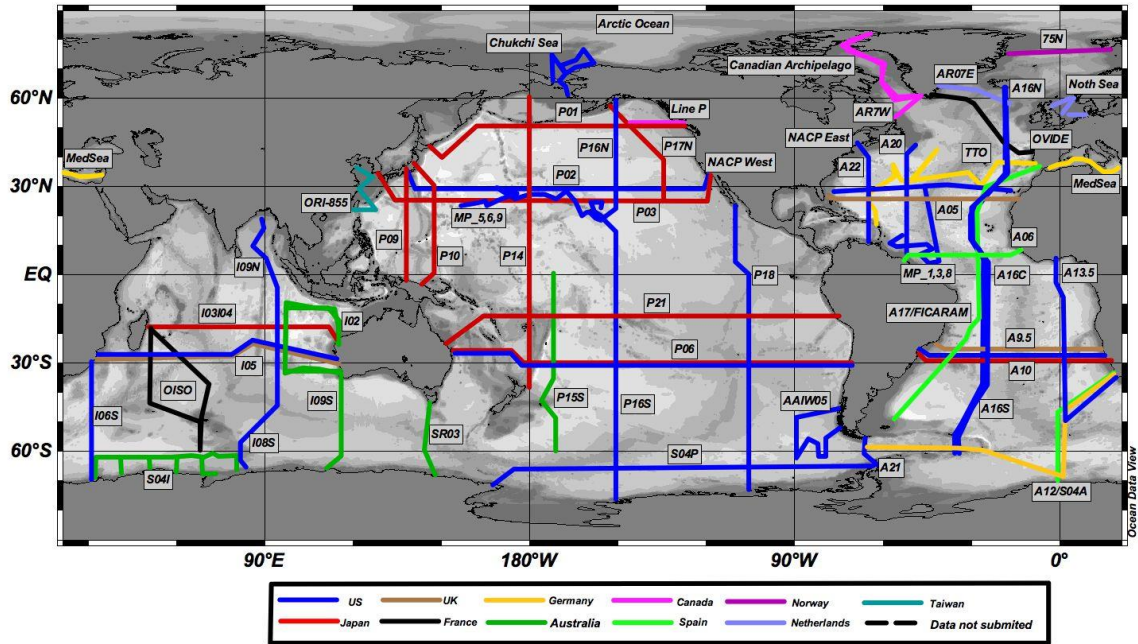 Arctic Ocean
Chukchi Sea
75N
Canadian Archipelago
AR07E
A16N
Noth Sea
60°N
P01
Line P
AR7W
NACP East
A20
P16N
P17N
TTO
OVIDE
MedSea
A22
NACP West
P02
MedSea
30°N
ORI-855
MP_5,6,9
P03
A05
P09
P10
P14
A06
EQ
I09N
P18
MP_1,3,8
A16C
A13.5
I03I04
I02
P21
A17/FICARAM
30°S
I05
P06
A9.5
OISO
A10
I06S
I09S
P15S
P16S
AAIW05
A16S
I08S
SR03
60°S
S04I
S04P
A21
A12/S04A
Ocean Data View
90°E
180°W
90°W
0°
US
UK
Germany
Canada
Norway
Taiwan
Japan
France
Australia
Spain
Netherlands
Data not submited